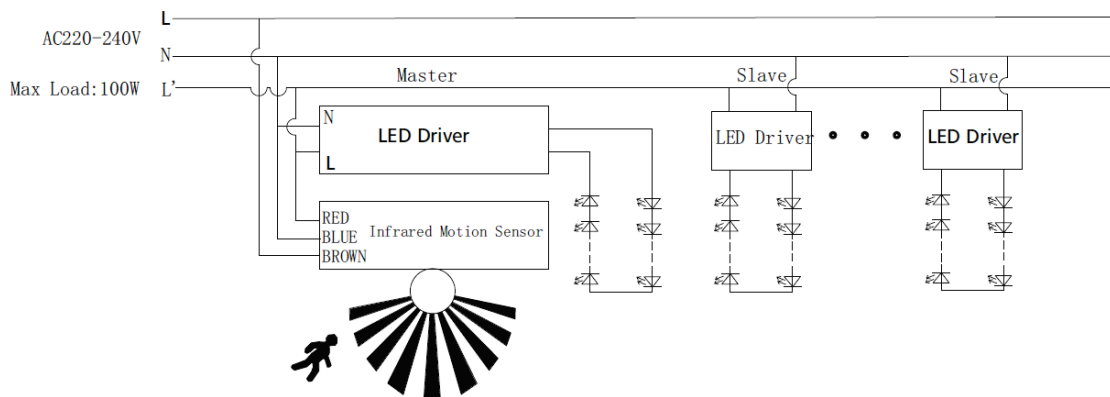 L
AC220-240V
N
Max Load:100W L'
Master
Slave
Slave
N
LED Driver
L
LED Driver
LED Driver
RED
BLUE
BROWN
Infrared Motion Sensor